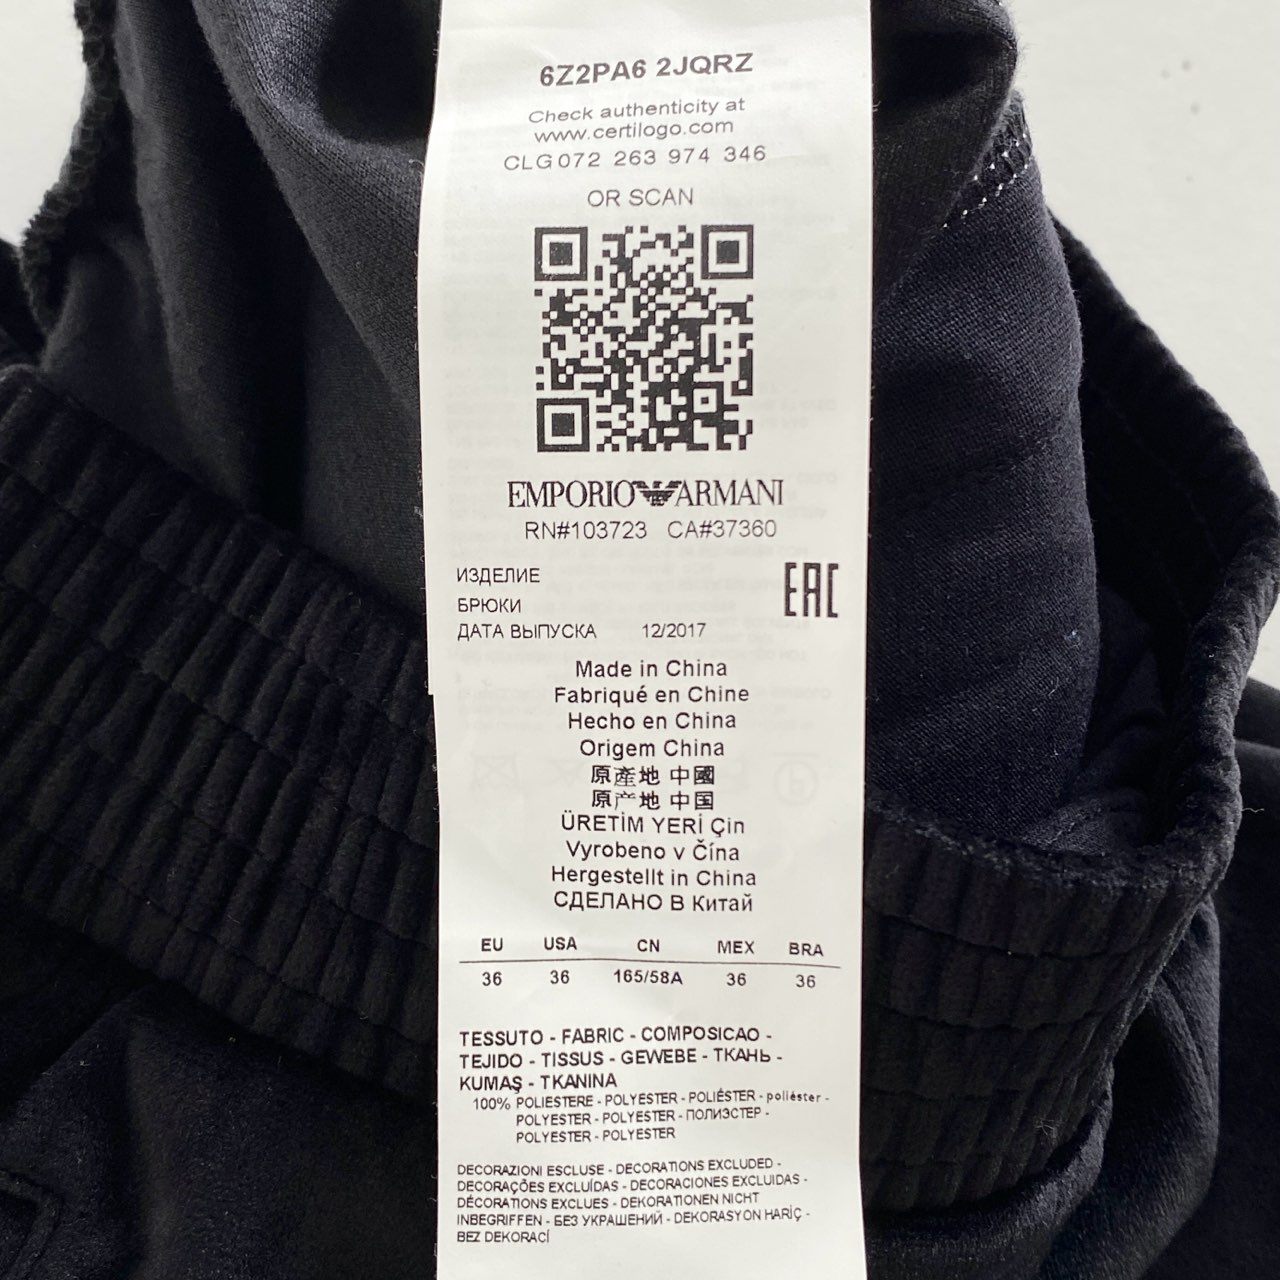 6Z2PA6 2JQRZ
Check authenticity at
www.certilogo.com
CLG072 263 974 346
OR SCAN
EMPORIO ARMANI
RN#103723 CA#37360
ИЗДЕЛИЕ
EAC
БРЮКИ
ДАТА ВЫПУСКА 12/2017
Made in China
Fabriqué en Chine
Hecho en China
Origem China
原產地 中國
原产地 中国
ÜRETİM YERİ Çin
Vyrobeno v Čína
Hergestellt in China
СДЕЛАНО В Китай
EU USA CN MEX BRA
36 36 165/58A 36 36
TESSUTO - FABRIC - COMPOSICAO -
TEJIDO - TISSUS - GEWEBE - ТКАНЬ -
KUMAŞ - TKANINA
100% POLIESTERE - POLYESTER - POLIÉSTER - poliéster -
POLYESTER - POLYESTER - ПОЛИЭСТЕР -
POLYESTER - POLYESTER
DECORAZIONI ESCLUSE - DECORATIONS EXCLUDED -
DECORAÇÕES EXCLUÍDAS - DECORACIONES EXCLUIDAS -
DÉCORATIONS EXCLUES - DEKORATIONEN NICHT
INBEGRIFFEN - БЕЗ УКРАШЕНИЙ - DEKORASYON HARİÇ -
BEZ DEKORACÍ